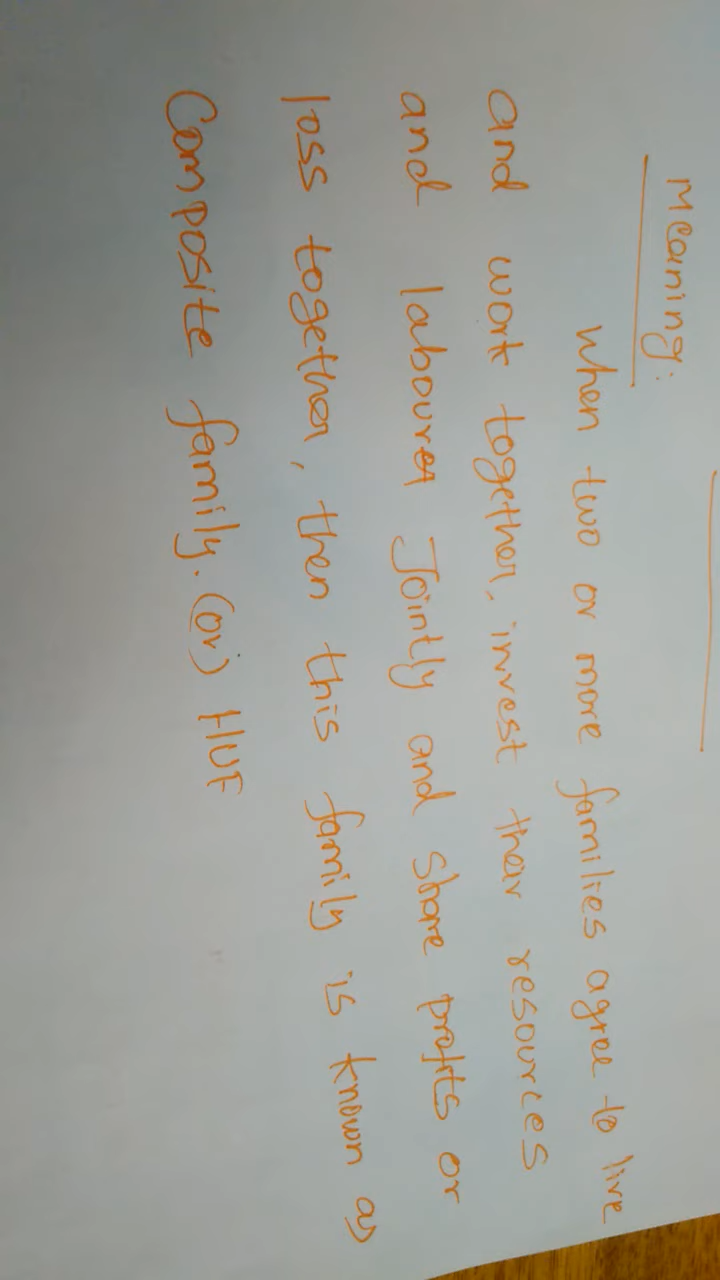 Meaning:
When two or more families agree to live
and work together, invest their resources
and labourer Jointly and share profits or
loss together, then this family is known as
Composite family. (or) HUF